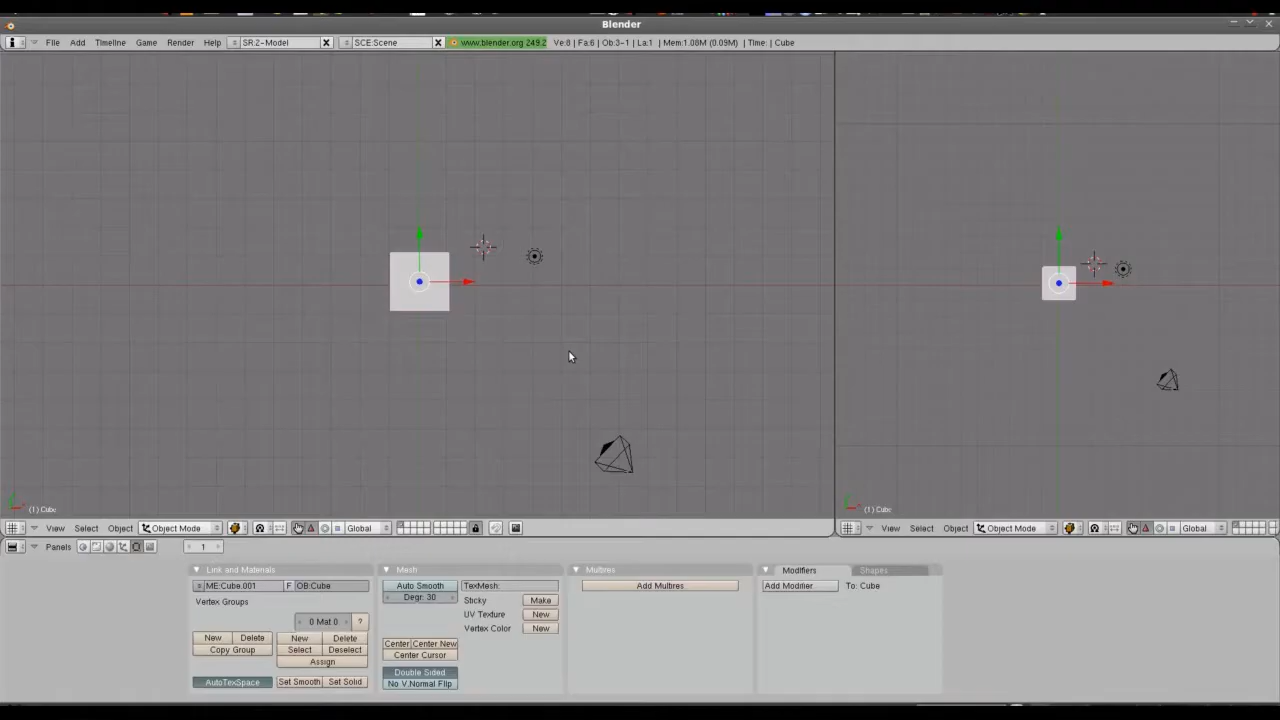 Blender
File Add Timeline Game Render Help SR:2-Model SCE:Scene www.blender.org 249.2 Ve:8 | Fa:6 | Ob:3-1 | La:1 | Mem:1.08M (0.09M) | Time: | Cube
(1) Cube (1) Cube
View Select Object Object Mode Global View Select Object Object Mode Global
Panels 1
Link and Materials Mesh Multires Modifiers Shapes
ME:Cube.001 F OB:Cube Auto Smooth TexMesh: Add Multires Add Modifier To: Cube
Degr: 30
Vertex Groups Sticky Make
UV Texture New
0 Mat 0 ? Vertex Color New
New Delete New Delete Center Center New
Copy Group Select Deselect Center Cursor
Assign
Double Sided
AutoTexSpace Set Smooth Set Solid No V.Normal Flip